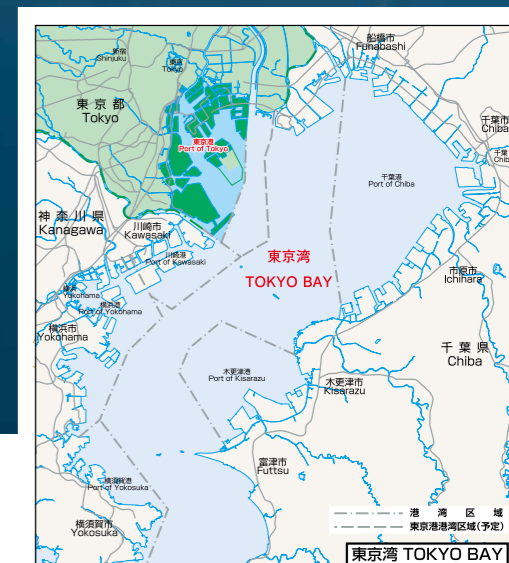 船橋市
Funabashi
新宿
Shinjuku
東京
Tokyo
東京都
Tokyo
千葉市
Chiba
千葉
Chib
東京港
Port of Tokyo
千葉港
Port of Chiba
神奈川県
Kanagawa
川崎市
Kawasaki
川崎港
Port of Kawasaki
東京湾
TOKYO BAY
市原市
Ichihara
横浜
Yokohama
横浜港
Port of Yokohama
横浜市
Yokohama
千葉県
Chiba
木更津港
Port of Kisarazu
木更津市
Kisarazu
富津市
Futtsu
横須賀港
Port of Yokosuka
横須賀市
Yokosuka
港湾区域
東京港港湾区域(予定)
東京湾 TOKYO BAY